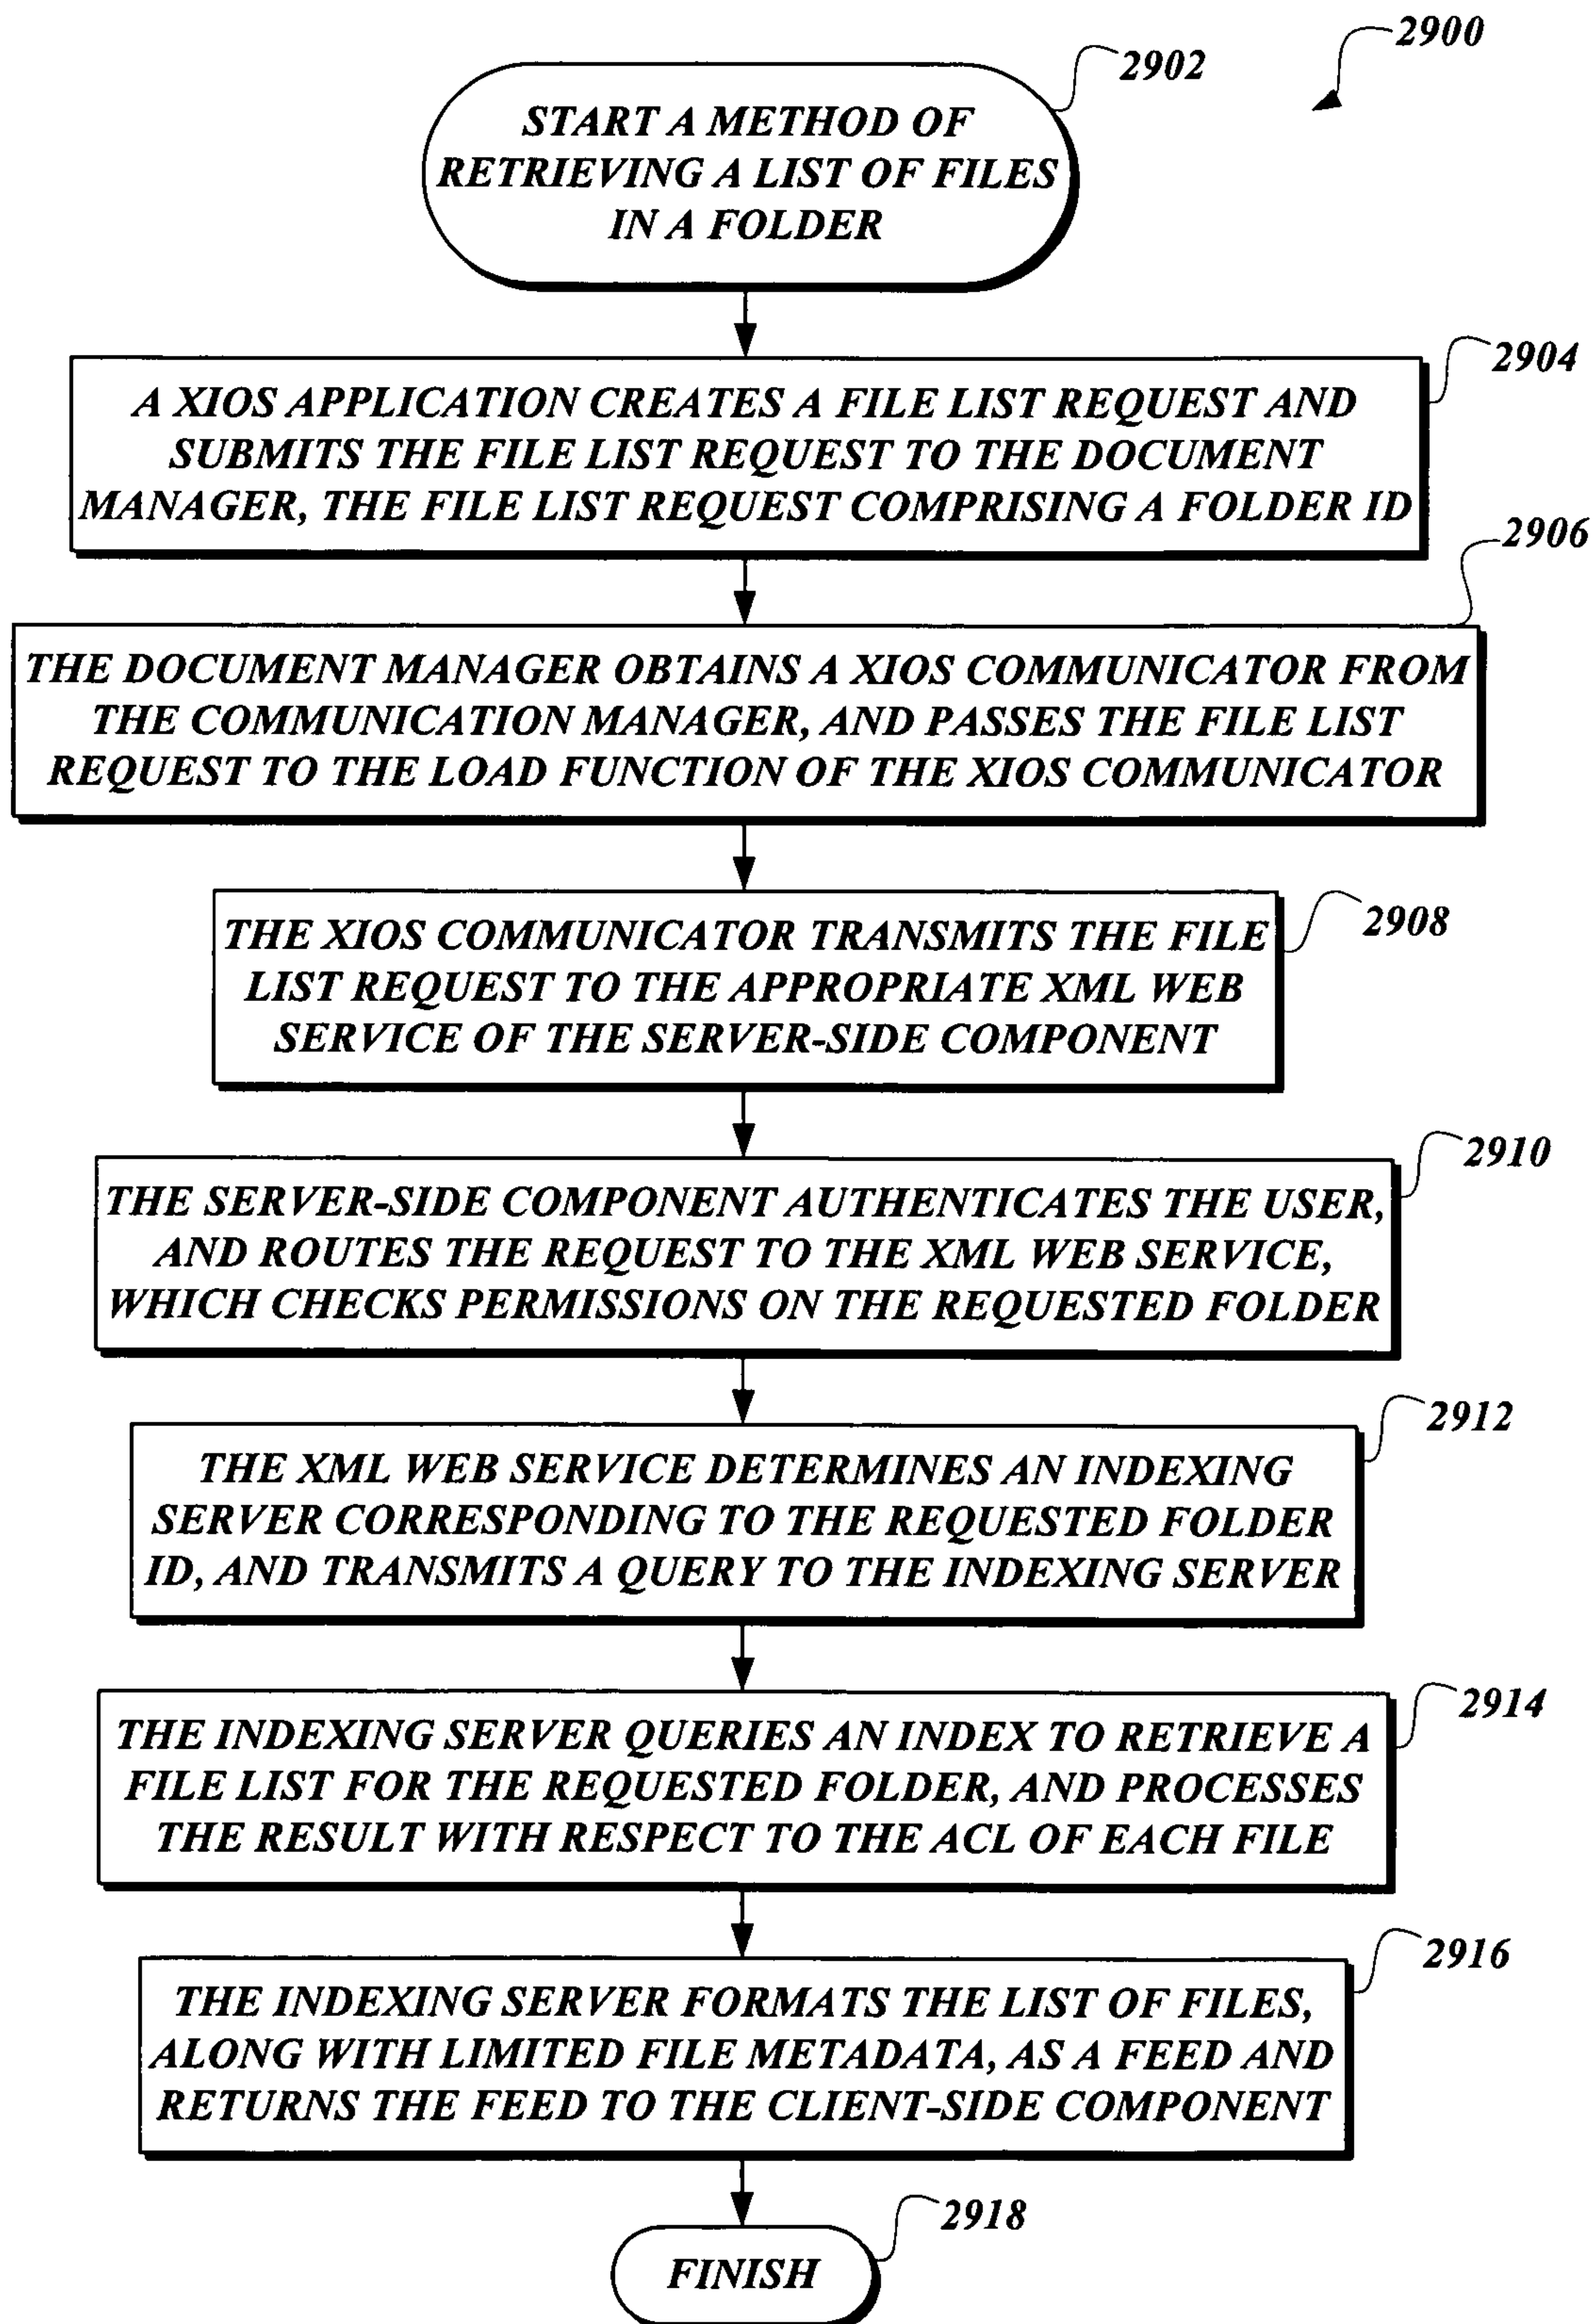 2900
2902
START A METHOD OF
RETRIEVING A LIST OF FILES
IN A FOLDER
2904
A XIOS APPLICATION CREATES A FILE LIST REQUEST AND
SUBMITS THE FILE LIST REQUEST TO THE DOCUMENT
MANAGER, THE FILE LIST REQUEST COMPRISING A FOLDER ID
2906
THE DOCUMENT MANAGER OBTAINS A XIOS COMMUNICATOR FROM
THE COMMUNICATION MANAGER, AND PASSES THE FILE LIST
REQUEST TO THE LOAD FUNCTION OF THE XIOS COMMUNICATOR
2908
THE XIOS COMMUNICATOR TRANSMITS THE FILE
LIST REQUEST TO THE APPROPRIATE XML WEB
SERVICE OF THE SERVER-SIDE COMPONENT
2910
THE SERVER-SIDE COMPONENT AUTHENTICATES THE USER,
AND ROUTES THE REQUEST TO THE XML WEB SERVICE,
WHICH CHECKS PERMISSIONS ON THE REQUESTED FOLDER
2912
THE XML WEB SERVICE DETERMINES AN INDEXING
SERVER CORRESPONDING TO THE REQUESTED FOLDER
ID, AND TRANSMITS A QUERY TO THE INDEXING SERVER
2914
THE INDEXING SERVER QUERIES AN INDEX TO RETRIEVE A
FILE LIST FOR THE REQUESTED FOLDER, AND PROCESSES
THE RESULT WITH RESPECT TO THE ACL OF EACH FILE
2916
THE INDEXING SERVER FORMATS THE LIST OF FILES,
ALONG WITH LIMITED FILE METADATA, AS A FEED AND
RETURNS THE FEED TO THE CLIENT-SIDE COMPONENT
2918
FINISH